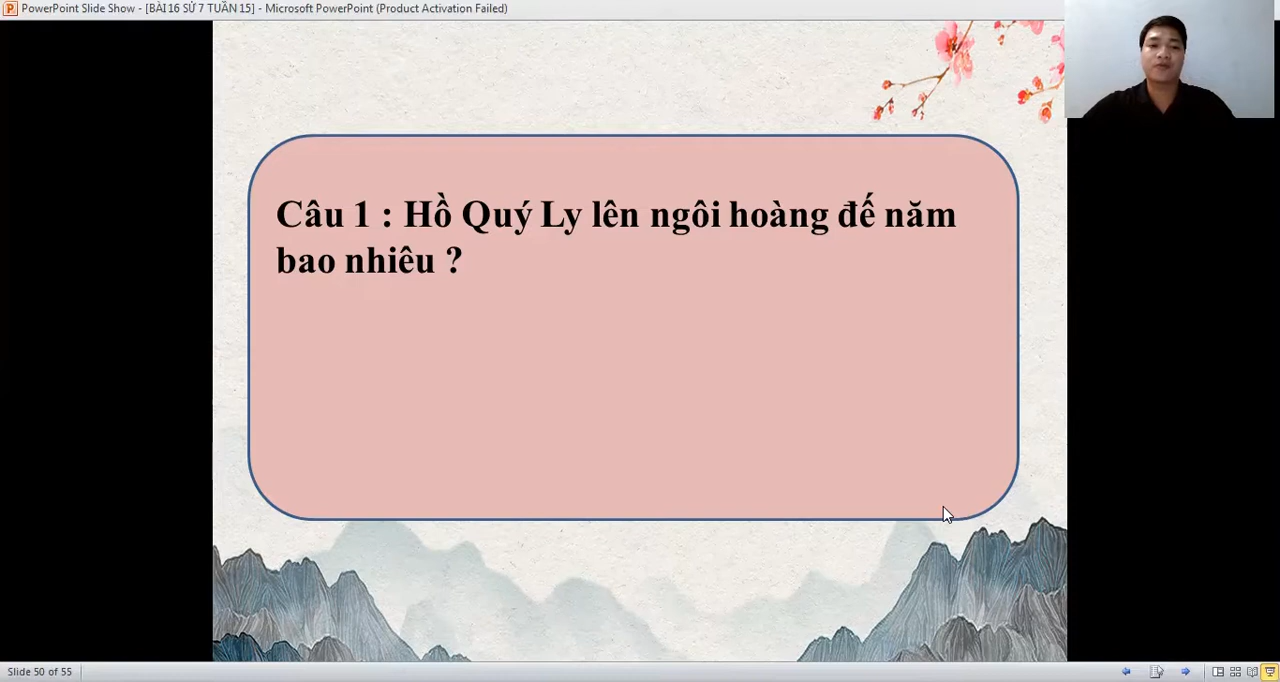 PowerPoint Slide Show - [BÀI 16 SỬ 7 TUẦN 15] - Microsoft PowerPoint (Product Activation Failed)
Câu 1 : Hồ Quý Ly lên ngôi hoàng đế năm
bao nhiêu ?
Slide 50 of 55